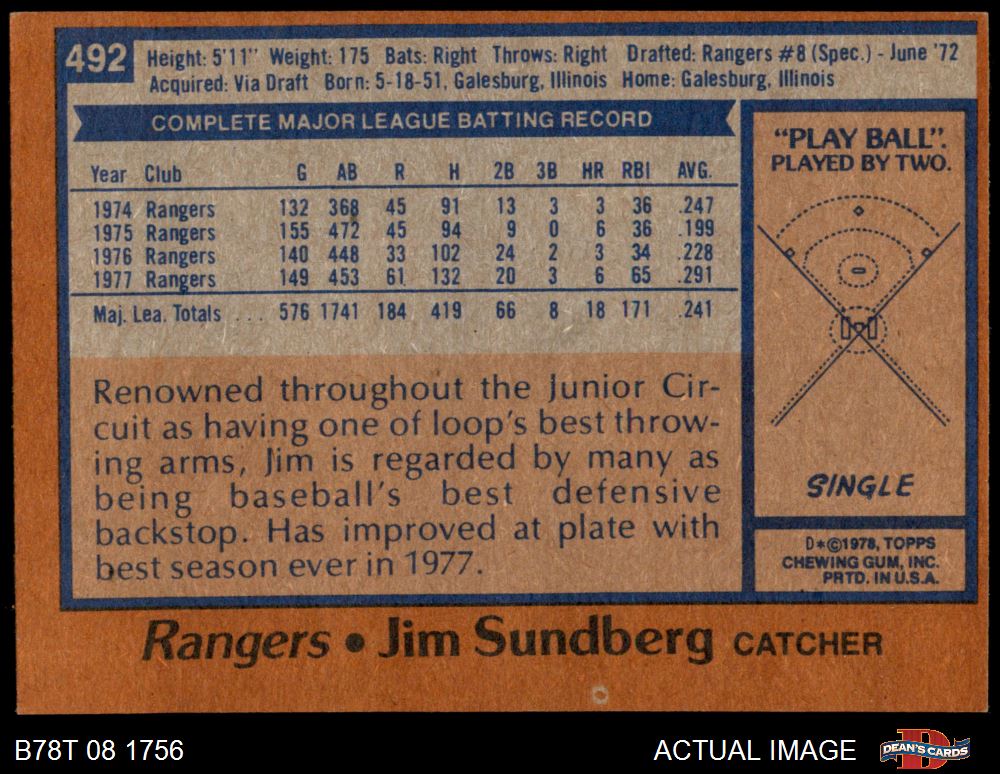 492
Height: 5'11" Weight: 175 Bats: Right Throws: Right Drafted: Rangers #8 (Spec.) - June '72
Acquired: Via Draft Born: 5-18-51, Galesburg, Illinois Home: Galesburg, Illinois
COMPLETE MAJOR LEAGUE BATTING RECORD
Year Club G AB R H 2B 3B HR RBI AVG.
1974 Rangers 132 368 45 91 13 3 3 36 .247
1975 Rangers 155 472 45 94 9 0 6 36 .199
1976 Rangers 140 448 33 102 24 2 3 34 .228
1977 Rangers 149 453 61 132 20 3 6 65 .291
Maj. Lea. Totals ... 576 1741 184 419 66 8 18 171 .241
Renowned throughout the Junior Cir-
cuit as having one of loop's best throw-
ing arms, Jim is regarded by many as
being baseball's best defensive
backstop. Has improved at plate with
best season ever in 1977.
"PLAY BALL".
PLAYED BY TWO.
SINGLE
D*©1978, TOPPS
CHEWING GUM, INC.
PRTD. IN U.S.A.
Rangers • Jim Sundberg CATCHER
B78T 08 1756
ACTUAL IMAGE
DEAN'S CARDS